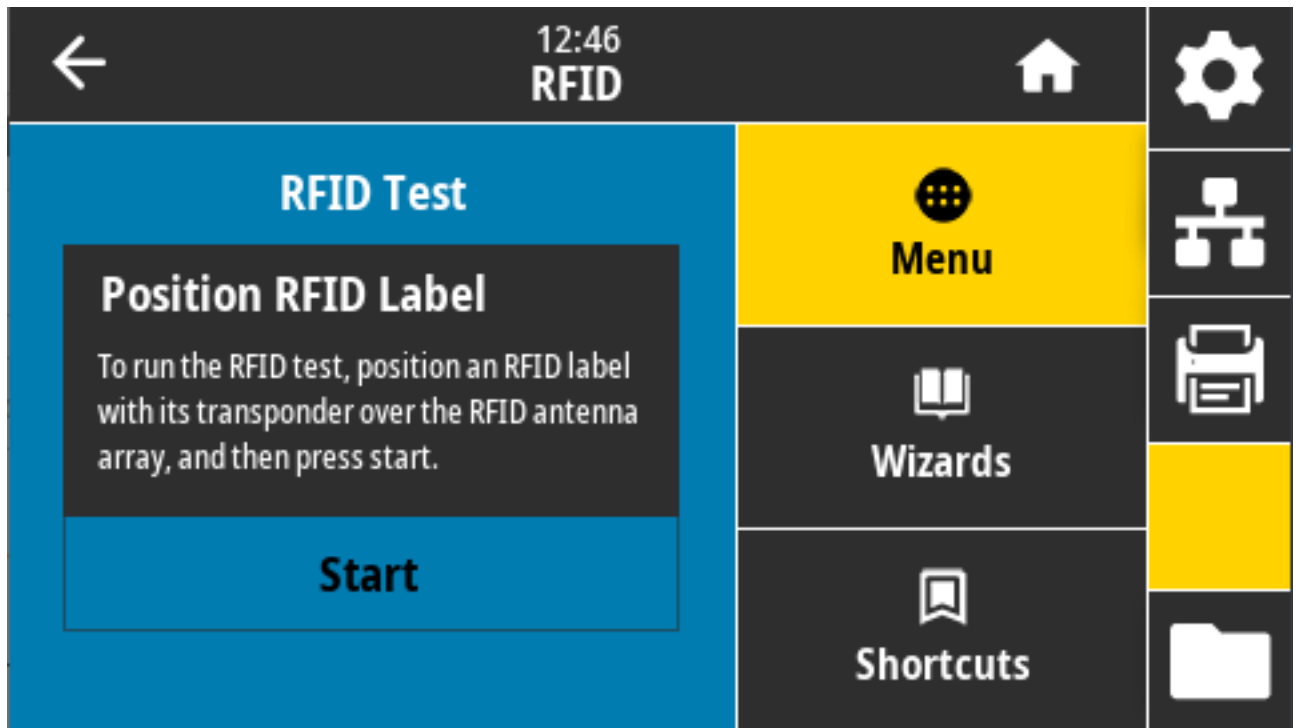 12:46
RFID
RFID Test
Position RFID Label
To run the RFID test, position an RFID label
with its transponder over the RFID antenna
array, and then press start.
Start
Menu
Wizards
Shortcuts